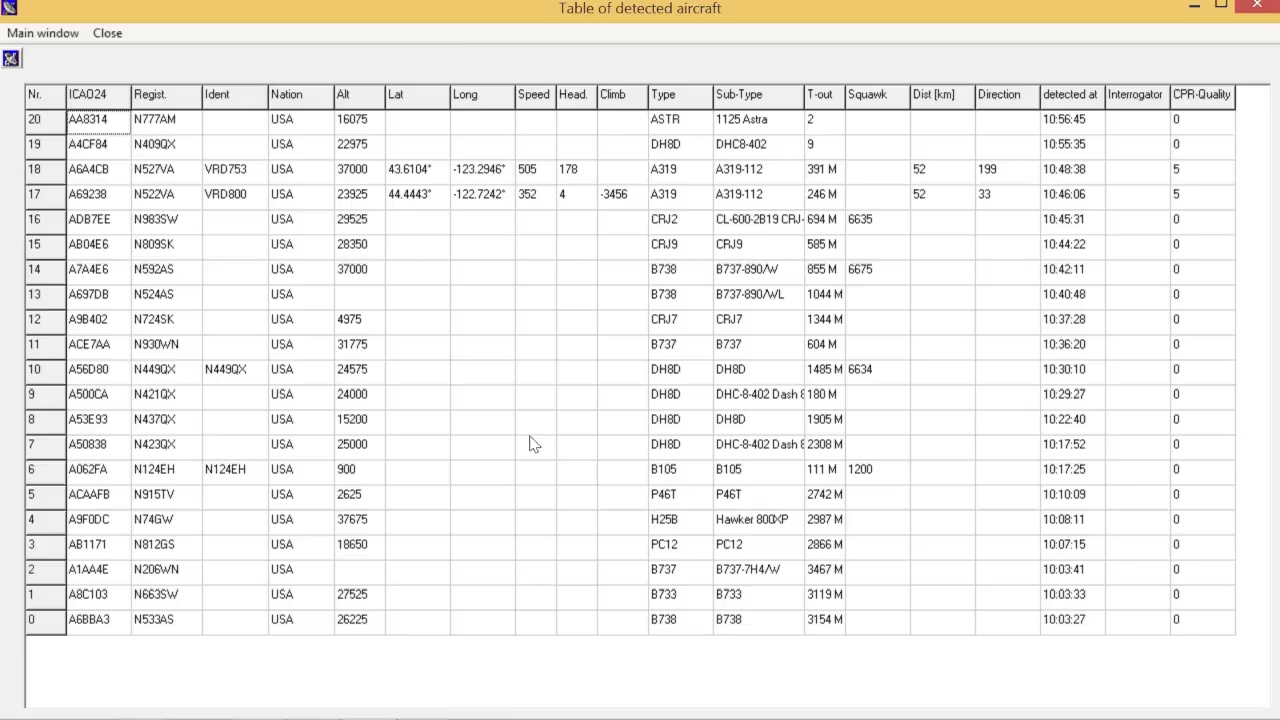 Table of detected aircraft
Main window Close
Nr. ICAO24 Regist. Ident Nation Alt Lat Long Speed Head. Climb Type Sub-Type T-out Squawk Dist [km] Direction detected at Interrogator CPR-Quality
20 AA8314 N777AM USA 16075 ASTR 1125 Astra 2 10:56:45 0
19 A4CF84 N409QX USA 22975 DH8D DHC8-402 9 10:55:35 0
18 A6A4CB N527VA VRD753 USA 37000 43.6104° -123.2946° 505 178 A319 A319-112 391 M 52 199 10:48:38 5
17 A69238 N522VA VRD800 USA 23925 44.4443° -122.7242° 352 4 -3456 A319 A319-112 246 M 52 33 10:46:06 5
16 ADB7EE N983SW USA 29525 CRJ2 CL-600-2B19 CRJ- 694 M 6635 10:45:31 0
15 AB04E6 N809SK USA 28350 CRJ9 CRJ9 585 M 10:44:22 0
14 A7A4E6 N592AS USA 37000 B738 B737-890/W 855 M 6675 10:42:11 0
13 A697DB N524AS USA B738 B737-890/WL 1044 M 10:40:48 0
12 A9B402 N724SK USA 4975 CRJ7 CRJ7 1344 M 10:37:28 0
11 ACE7AA N930WN USA 31775 B737 B737 604 M 10:36:20 0
10 A56D80 N449QX N449QX USA 24575 DH8D DH8D 1485 M 6634 10:30:10 0
9 A500CA N421QX USA 24000 DH8D DHC-8-402 Dash 8 180 M 10:29:27 0
8 A53E93 N437QX USA 15200 DH8D DH8D 1905 M 10:22:40 0
7 A50838 N423QX USA 25000 DH8D DHC-8-402 Dash 8 2308 M 10:17:52 0
6 A062FA N124EH N124EH USA 900 B105 B105 111 M 1200 10:17:25 0
5 ACAAFB N915TV USA 2625 P46T P46T 2742 M 10:10:09 0
4 A9F0DC N74GW USA 37675 H25B Hawker 800XP 2987 M 10:08:11 0
3 AB1171 N812GS USA 18650 PC12 PC12 2866 M 10:07:15 0
2 A1AA4E N206WN USA B737 B737-7H4/W 3467 M 10:03:41 0
1 A8C103 N663SW USA 27525 B733 B733 3119 M 10:03:33 0
0 A6BBA3 N533AS USA 26225 B738 B738 3154 M 10:03:27 0